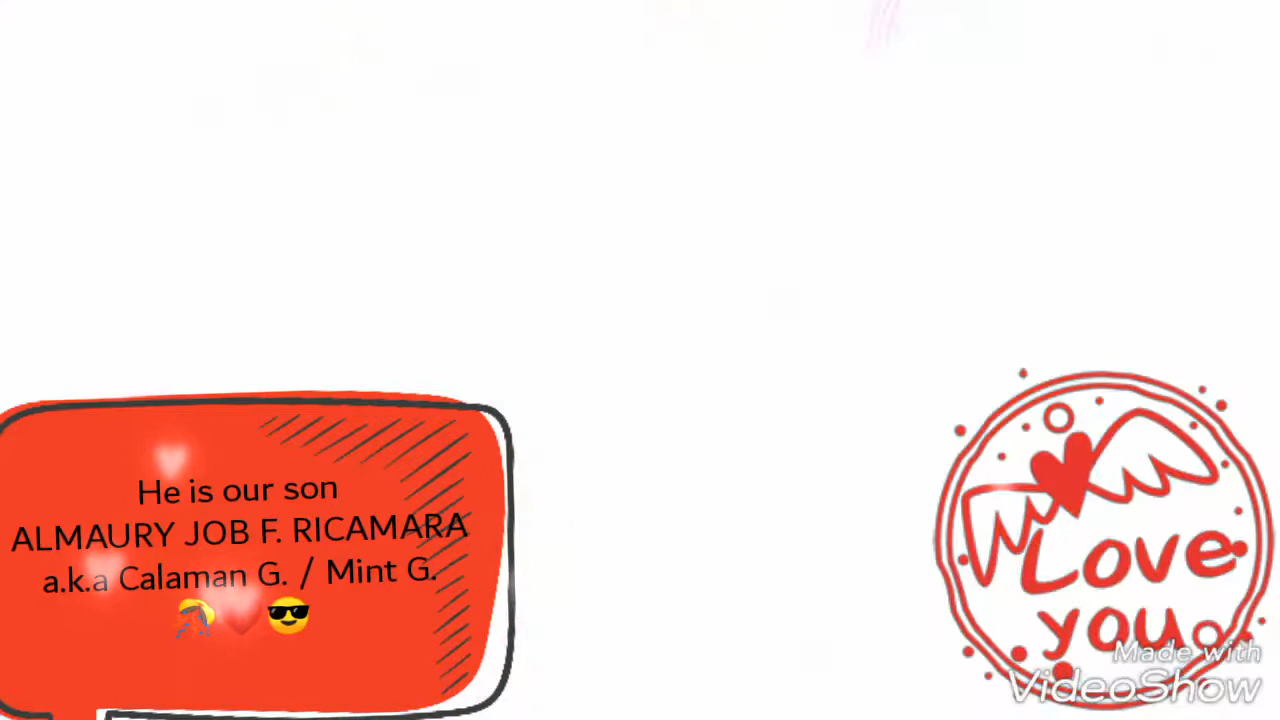 He is our son
ALMAURY JOB F. RICAMARA
a.k.a Calaman G. / Mint G.
🎊❤️😎
Love
you
Made with
VideoShow